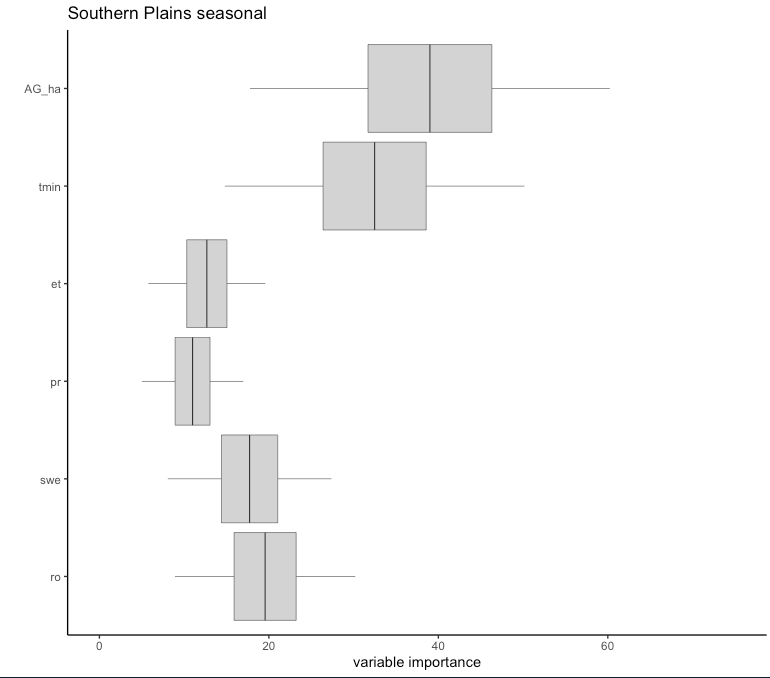 Southern Plains seasonal
AG_ha
tmin
et
pr
swe
ro
0 20 40 60
variable importance